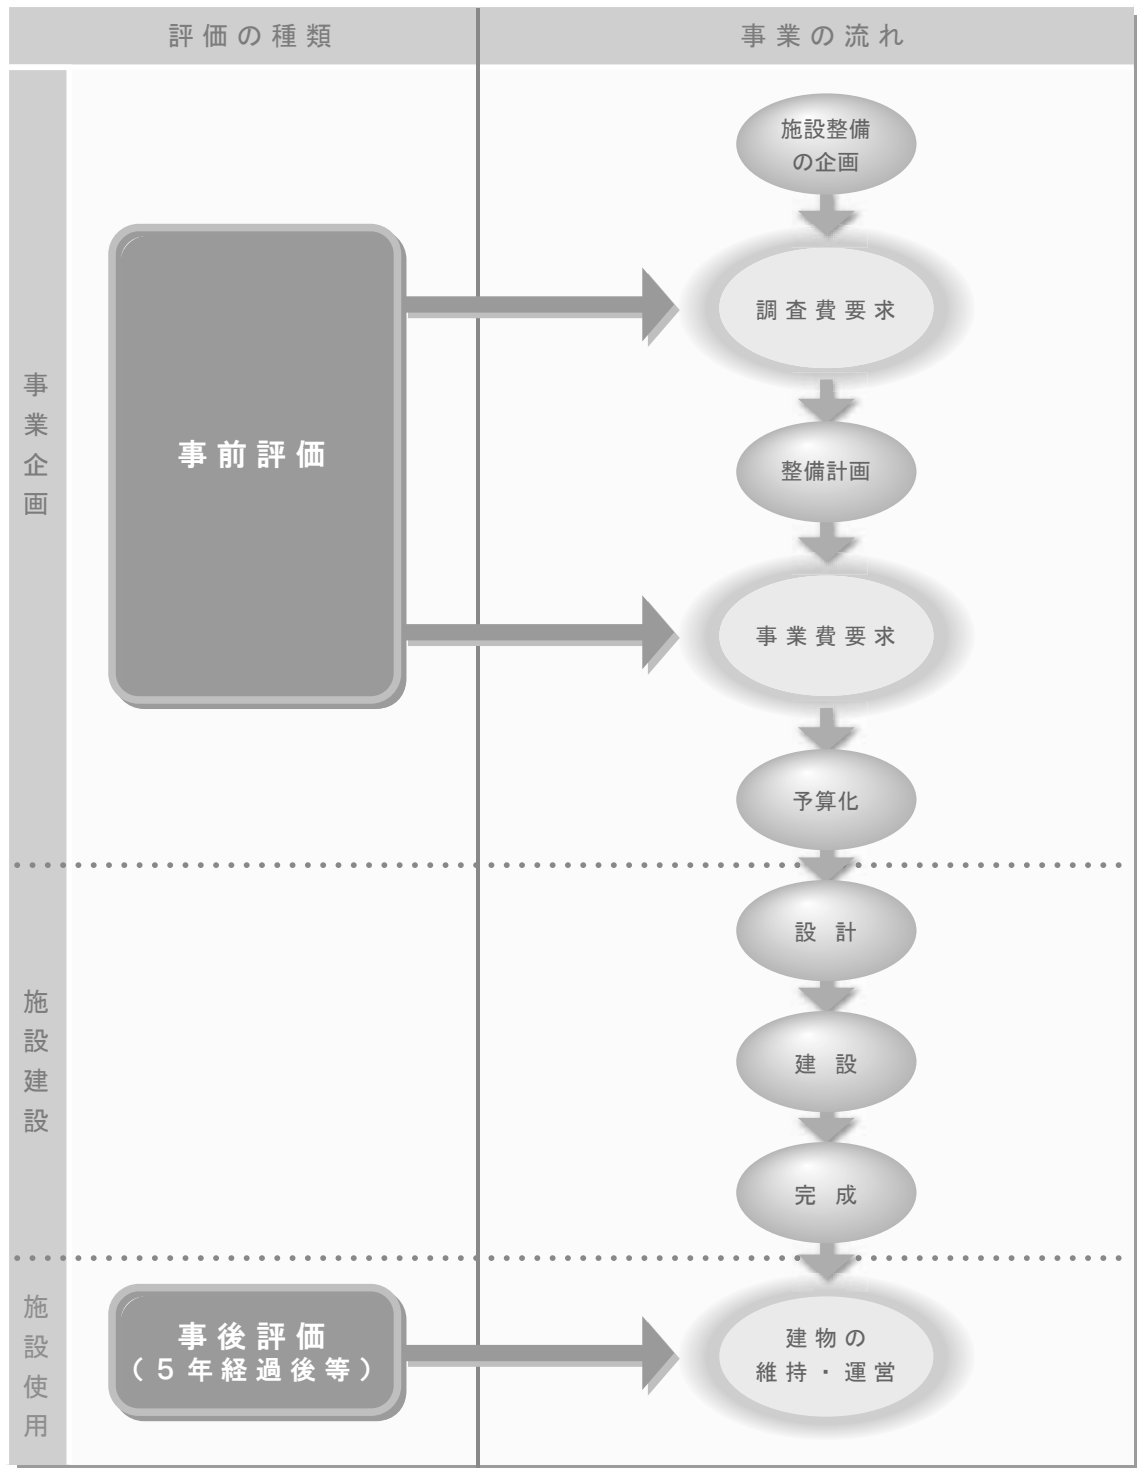 評価の種類
事業の流れ
事業企画
施設整備
の企画
調査費要求
事前評価
整備計画
事業費要求
予算化
施設建設
設計
建設
完成
施設使用
事後評価
(5年経過後等)
建物の
維持・運営